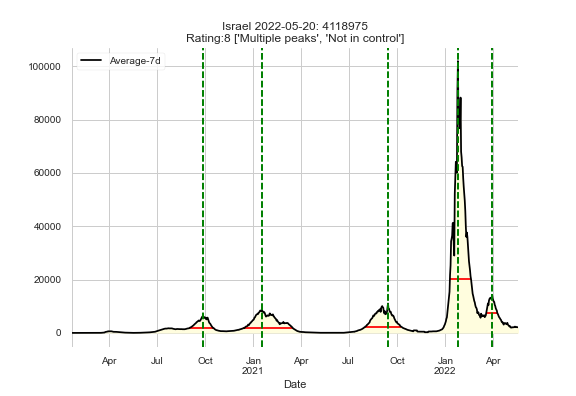 Israel 2022-05-20: 4118975
Rating:8 ['Multiple peaks', 'Not in control']
Average-7d
100000
80000
60000
40000
20000
0
Apr Jul Oct Jan Apr Jul Oct Jan Apr
2021 2022
Date